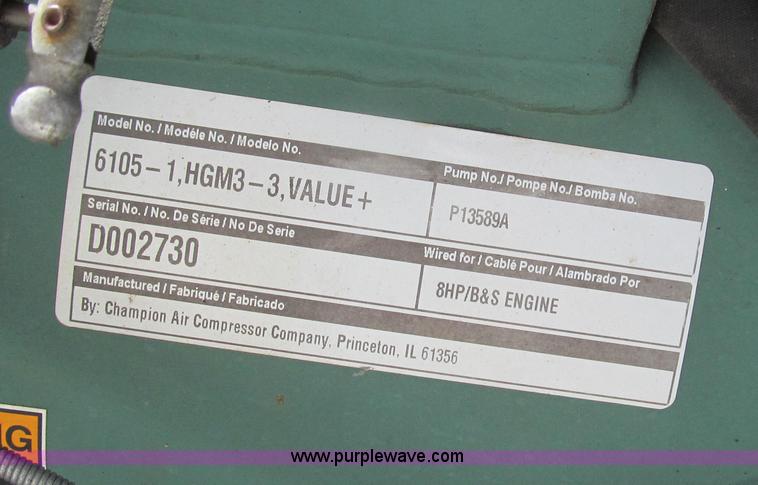 Model No. / Modéle No. / Modelo No.
6105-1,HGM3-3,VALUE+
Pump No./ Pompe No./ Bomba No.
P13589A
Serial No. / No. De Série / No De Serie
D002730
Wired for / Cablé Pour / Alambrado Por
8HP/B&S ENGINE
Manufactured / Fabriqué / Fabricado
By: Champion Air Compressor Company, Princeton, IL 61356
NG
www.purplewave.com